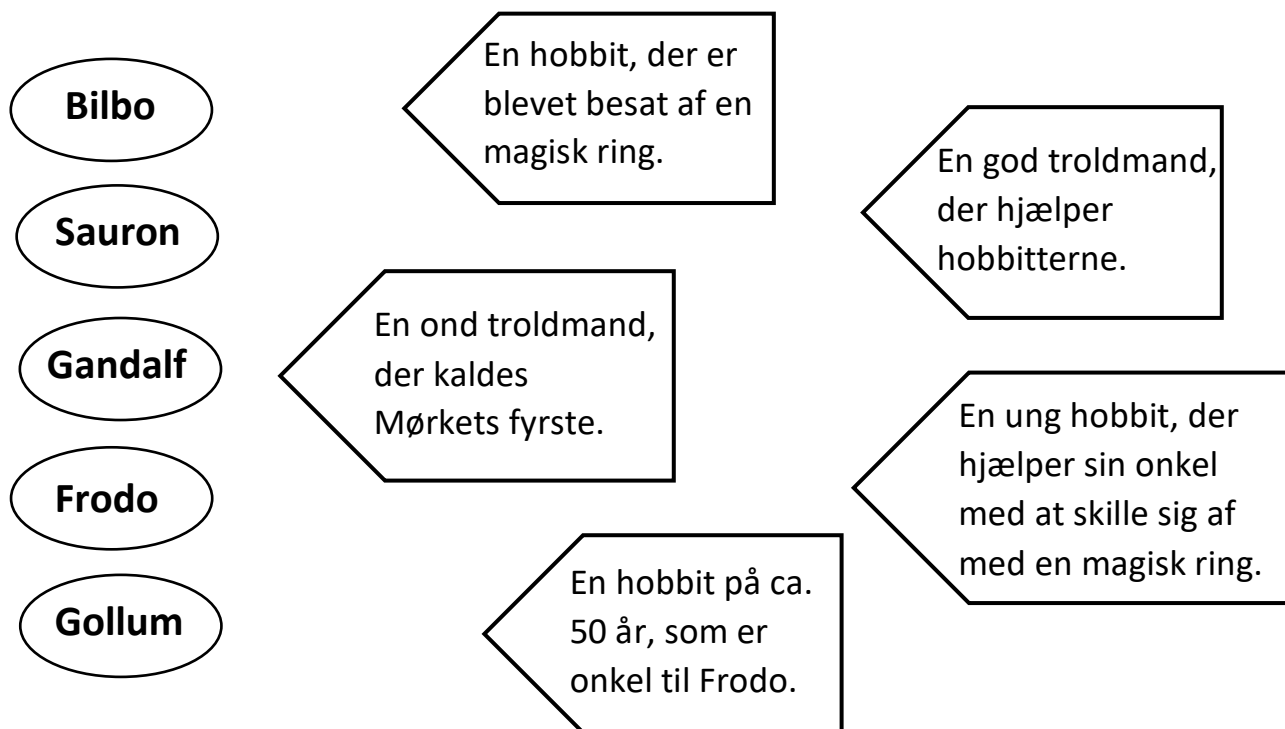 Bilbo
Sauron
Gandalf
Frodo
Gollum
En hobbit, der er
blevet besat af en
magisk ring.
En god troldmand,
der hjælper
hobbitterne.
En ond troldmand,
der kaldes
Mørkets fyrste.
En ung hobbit, der
hjælper sin onkel
med at skille sig af
med en magisk ring.
En hobbit på ca.
50 år, som er
onkel til Frodo.